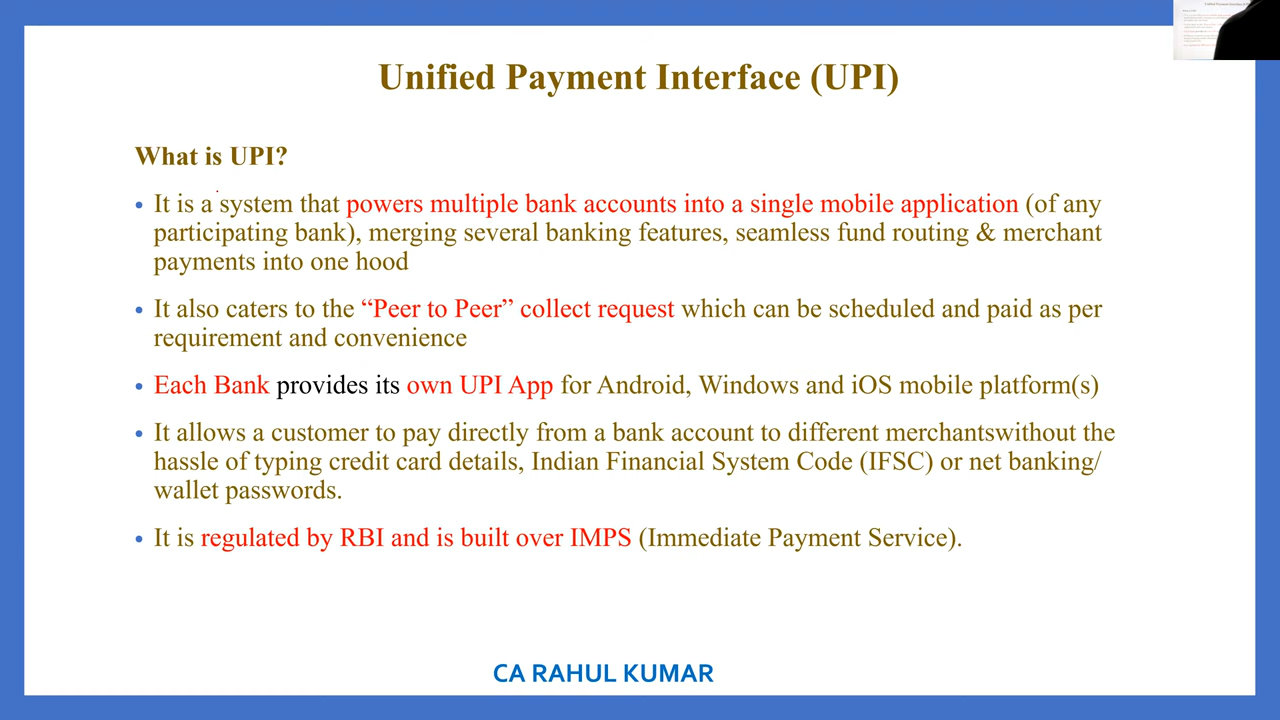 Unified Payment Interface (UPI)
What is UPI?
• It is a system that powers multiple bank accounts into a single mobile application (of any
participating bank), merging several banking features, seamless fund routing & merchant
payments into one hood
• It also caters to the “Peer to Peer” collect request which can be scheduled and paid as per
requirement and convenience
• Each Bank provides its own UPI App for Android, Windows and iOS mobile platform(s)
• It allows a customer to pay directly from a bank account to different merchantswithout the
hassle of typing credit card details, Indian Financial System Code (IFSC) or net banking/
wallet passwords.
• It is regulated by RBI and is built over IMPS (Immediate Payment Service).
CA RAHUL KUMAR